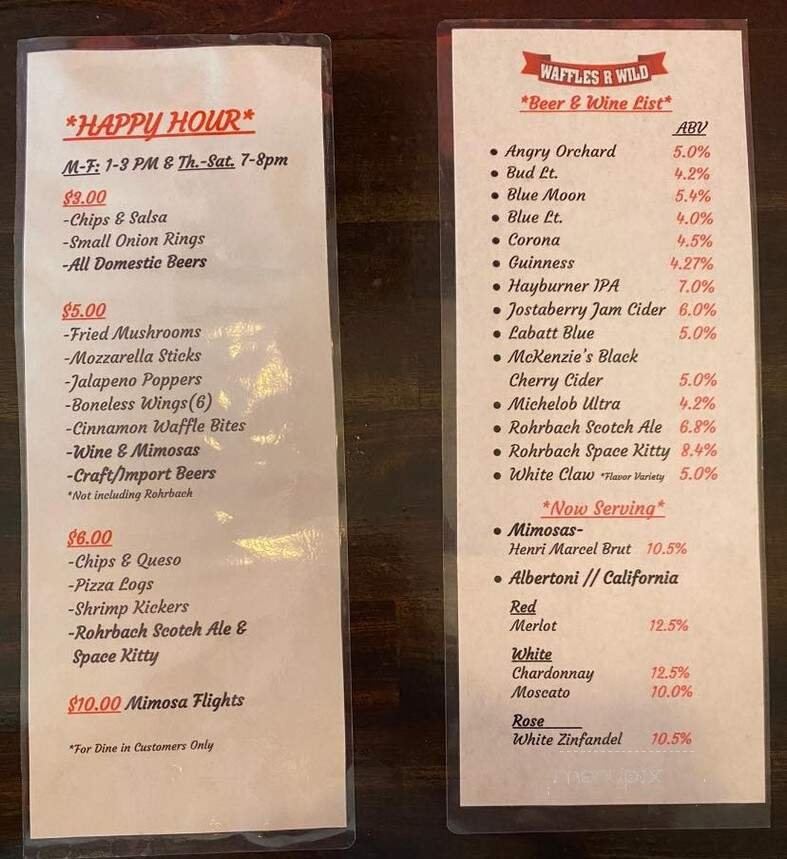 *HAPPY HOUR*
M-F: 1-3 PM & Th.-Sat. 7-8pm
$3.00
-Chips & Salsa
-Small Onion Rings
-All Domestic Beers
$5.00
-Fried Mushrooms
-Mozzarella Sticks
-Jalapeno Poppers
-Boneless Wings(6)
-Cinnamon Waffle Bites
-Wine & Mimosas
-Craft/Import Beers
*Not including Rohrbach
$6.00
-Chips & Queso
-Pizza Logs
-Shrimp Kickers
-Rohrbach Scotch Ale &
Space Kitty
$10.00 Mimosa Flights
*For Dine in Customers Only
WAFFLES R WILD
*Beer & Wine List*
ABV
• Angry Orchard 5.0%
• Bud Lt. 4.2%
• Blue Moon 5.4%
• Blue Lt. 4.0%
• Corona 4.5%
• Guinness 4.27%
• Hayburner IPA 7.0%
• Jostaberry Jam Cider 6.0%
• Labatt Blue 5.0%
• McKenzie's Black
Cherry Cider 5.0%
• Michelob Ultra 4.2%
• Rohrbach Scotch Ale 6.8%
• Rohrbach Space Kitty 8.4%
• White Claw *Flavor Variety 5.0%
*Now Serving*
• Mimosas-
Henri Marcel Brut 10.5%
• Albertoni // California
Red
Merlot 12.5%
White
Chardonnay 12.5%
Moscato 10.0%
Rose
White Zinfandel 10.5%
menupix